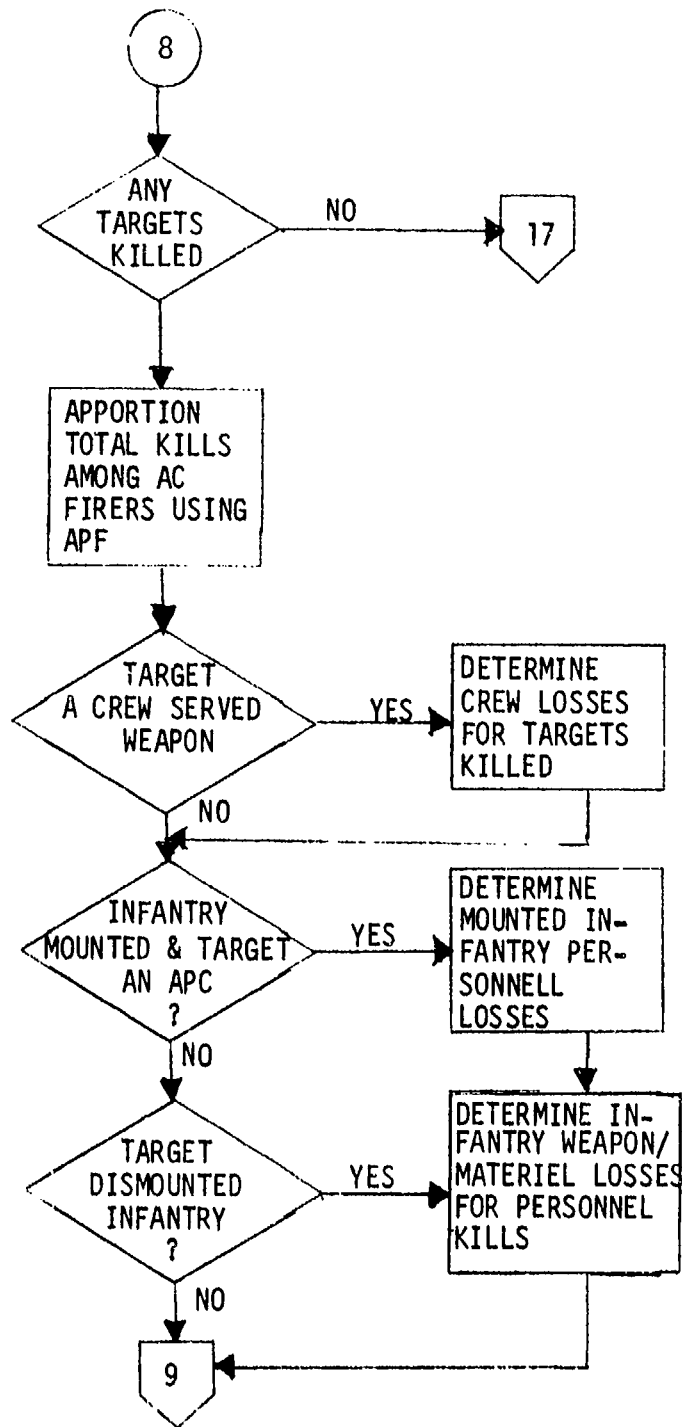 8
ANY
TARGETS
KILLED
NO
17
APPORTION
TOTAL KILLS
AMONG AC
FIRERS USING
APF
TARGET
A CREW SERVED
WEAPON
YES
DETERMINE
CREW LOSSES
FOR TARGETS
KILLED
NO
INFANTRY
MOUNTED & TARGET
AN APC
?
YES
DETERMINE
MOUNTED IN-
FANTRY PER-
SONNELL
LOSSES
NO
TARGET
DISMOUNTED
INFANTRY
?
YES
DETERMINE IN-
FANTRY WEAPON/
MATERIEL LOSSES
FOR PERSONNEL
KILLS
NO
9